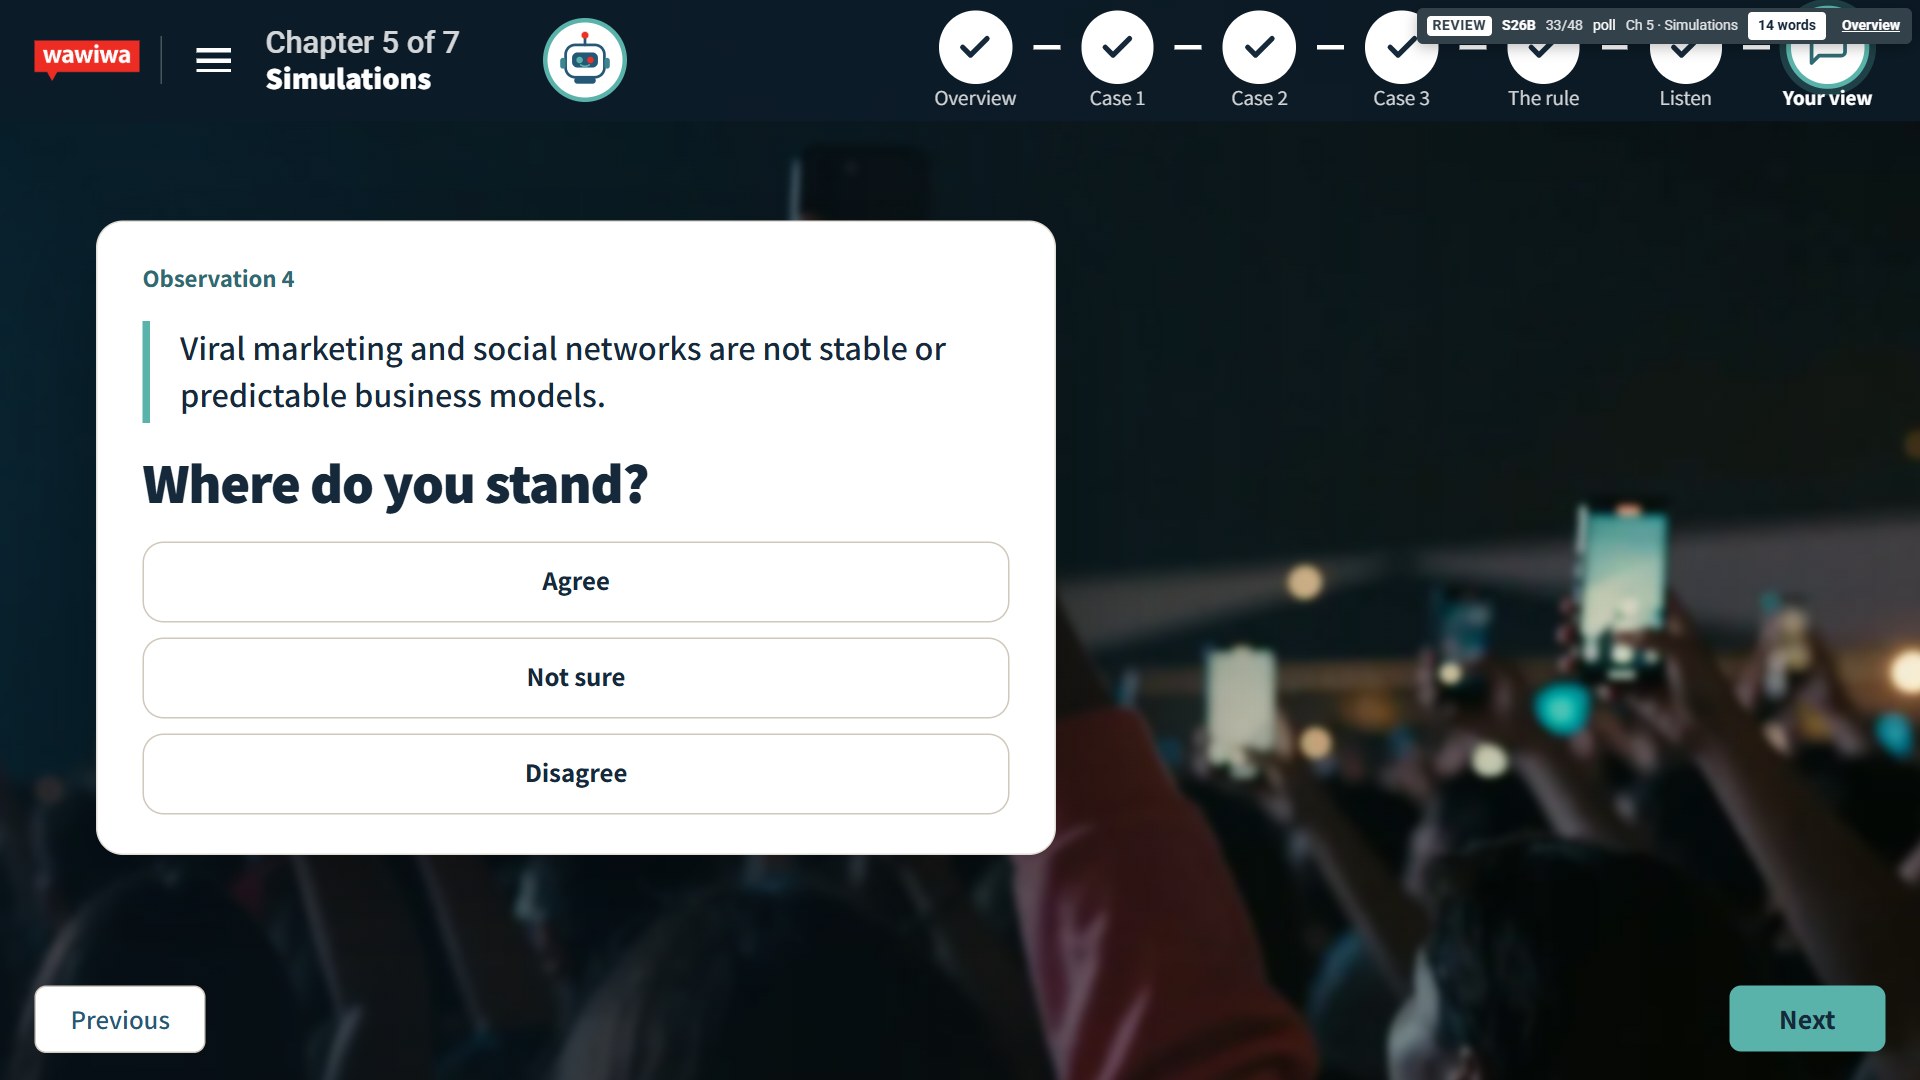 wawiwa
Chapter 5 of 7
Simulations
REVIEW S26B 33/48 poll Ch 5 · Simulations 14 words Overview
Overview
Case 1
Case 2
Case 3
The rule
Listen
Your view
Observation 4
Viral marketing and social networks are not stable or
predictable business models.
Where do you stand?
Agree
Not sure
Disagree
Previous
Next